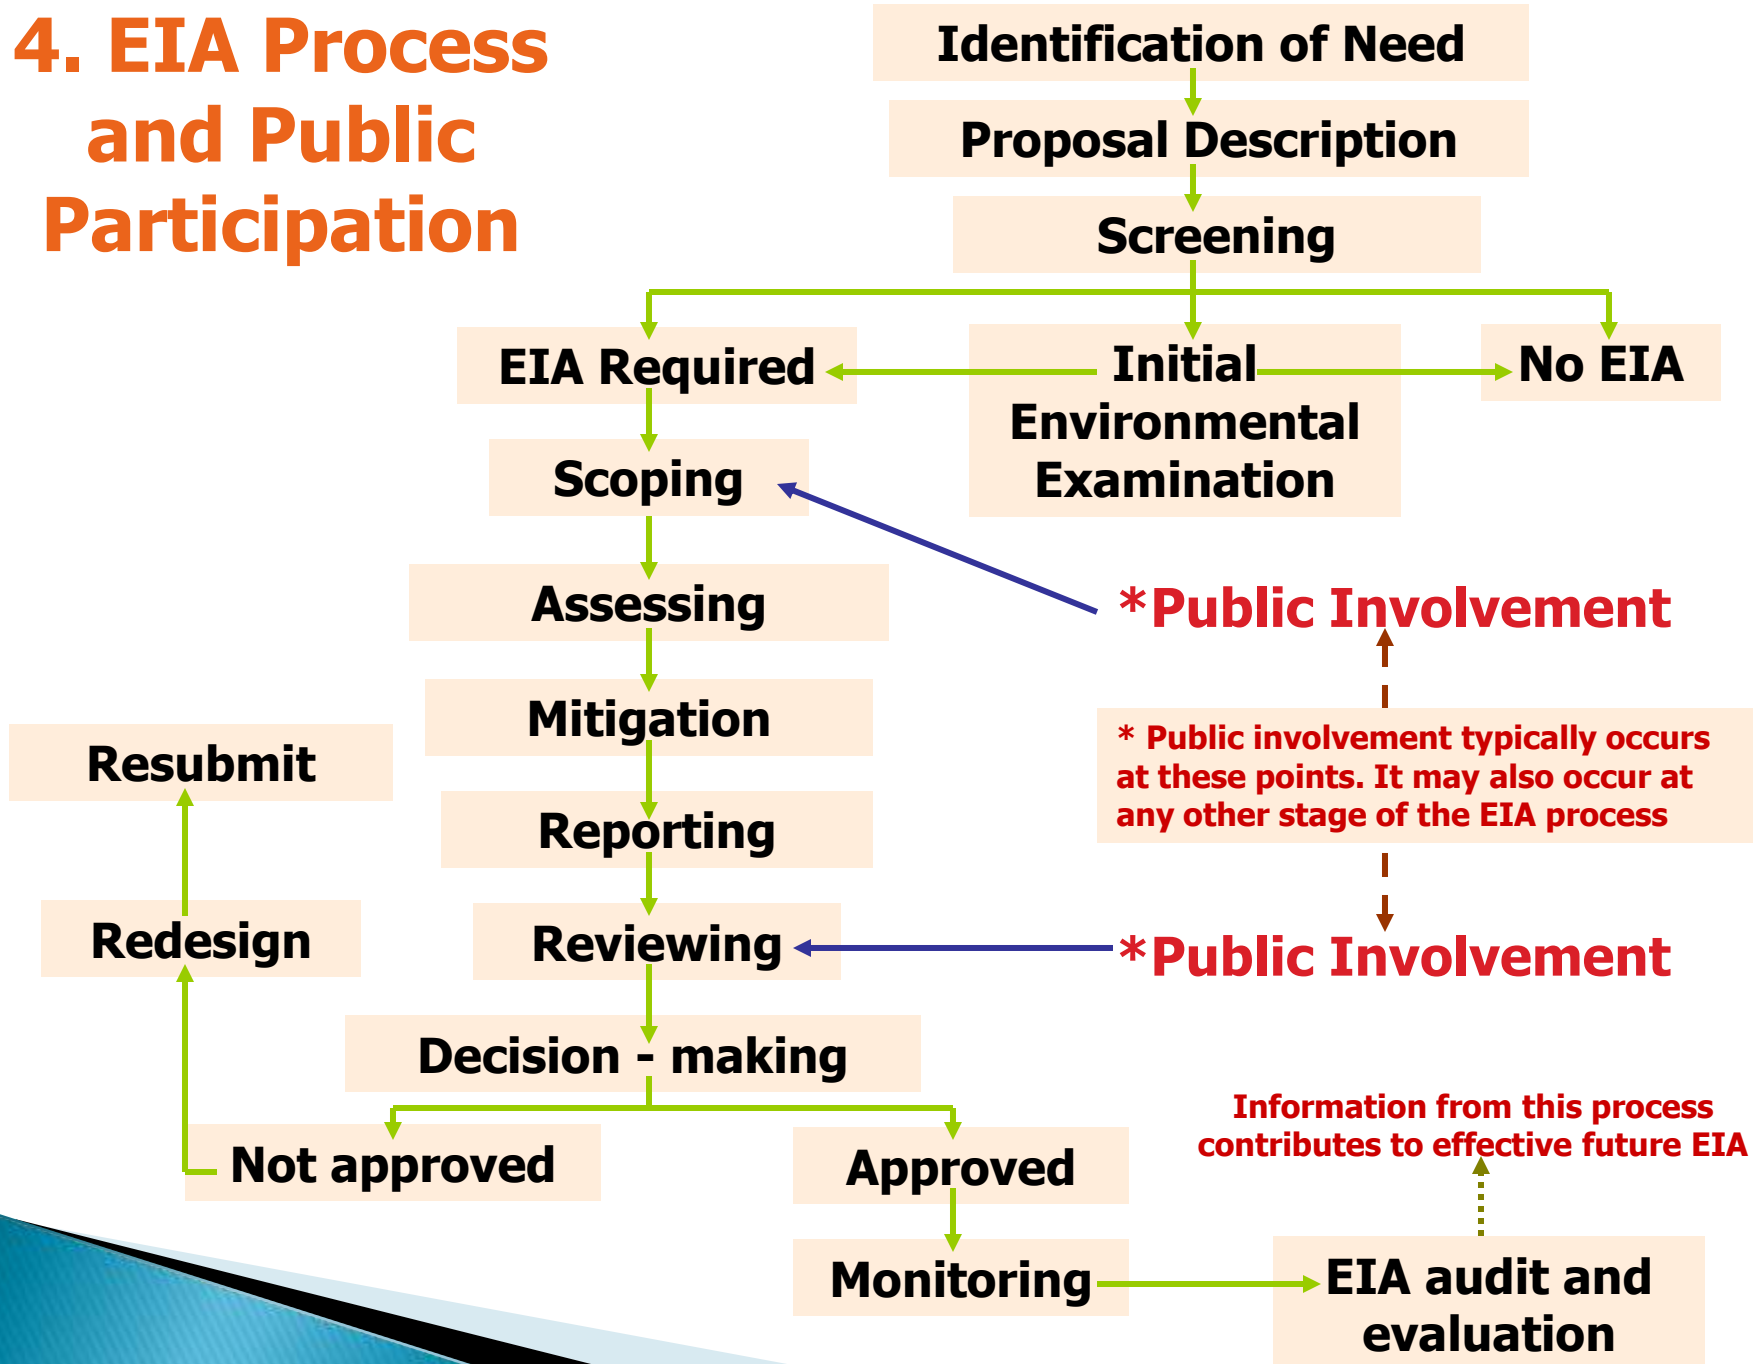 4. EIA Process
and Public
Participation
Identification of Need
Proposal Description
Screening
EIA Required
Initial
Environmental
Examination
No EIA
Scoping
Assessing
*Public Involvement
Mitigation
* Public involvement typically occurs
at these points. It may also occur at
any other stage of the EIA process
Resubmit
Reporting
Redesign
Reviewing
*Public Involvement
Decision - making
Not approved
Approved
Information from this process
contributes to effective future EIA
Monitoring
EIA audit and
evaluation